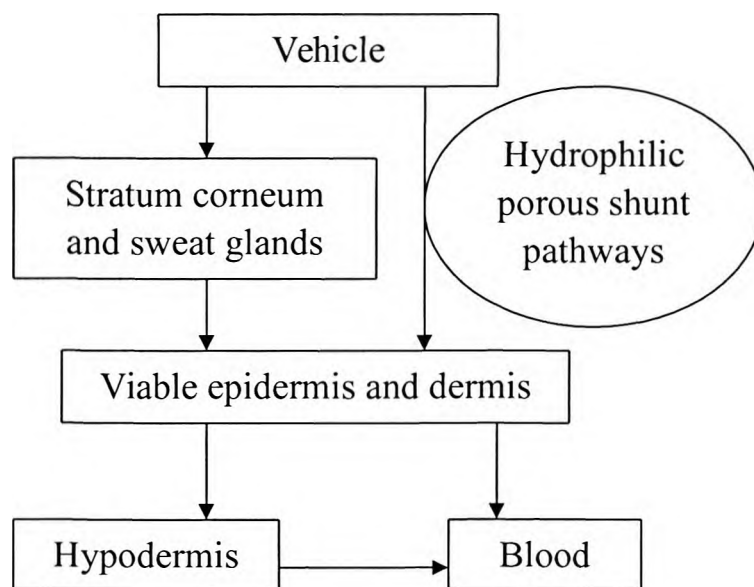 Vehicle
Stratum corneum
and sweat glands
Hydrophilic
porous shunt
pathways
Viable epidermis and dermis
Hypodermis
Blood